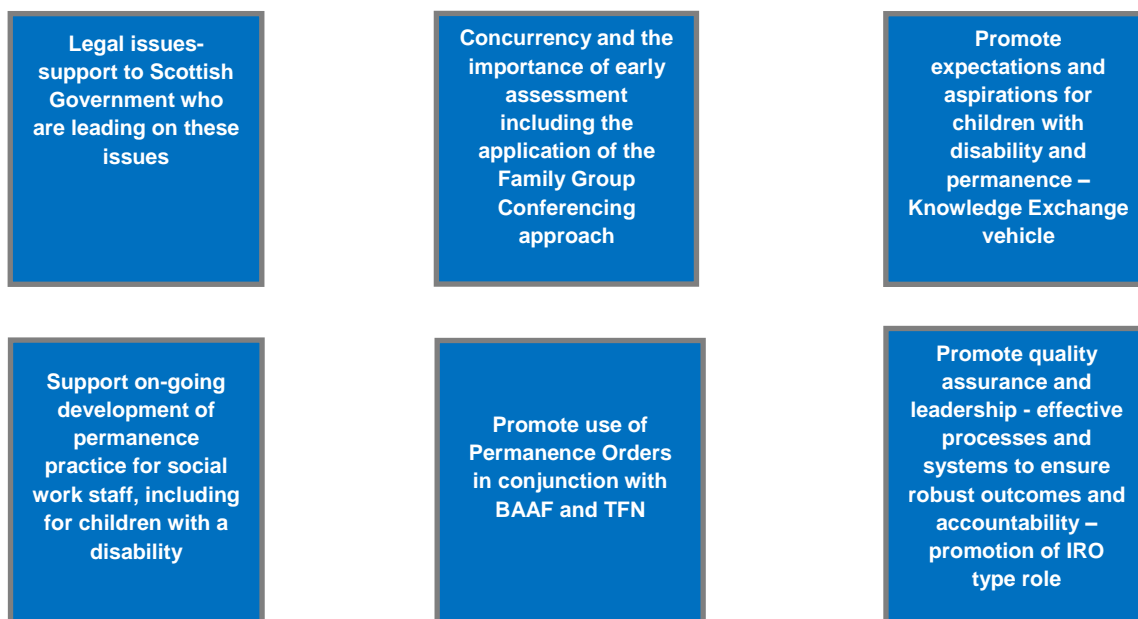 Legal issues-
support to Scottish
Government who
are leading on these
issues
Concurrency and the
importance of early
assessment
including the
application of the
Family Group
Conferencing
approach
Promote
expectations and
aspirations for
children with
disability and
permanence –
Knowledge Exchange
vehicle
Support on-going
development of
permanence
practice for social
work staff, including
for children with a
disability
Promote use of
Permanence Orders
in conjunction with
BAAF and TFN
Promote quality
assurance and
leadership - effective
processes and
systems to ensure
robust outcomes and
accountability –
promotion of IRO
type role